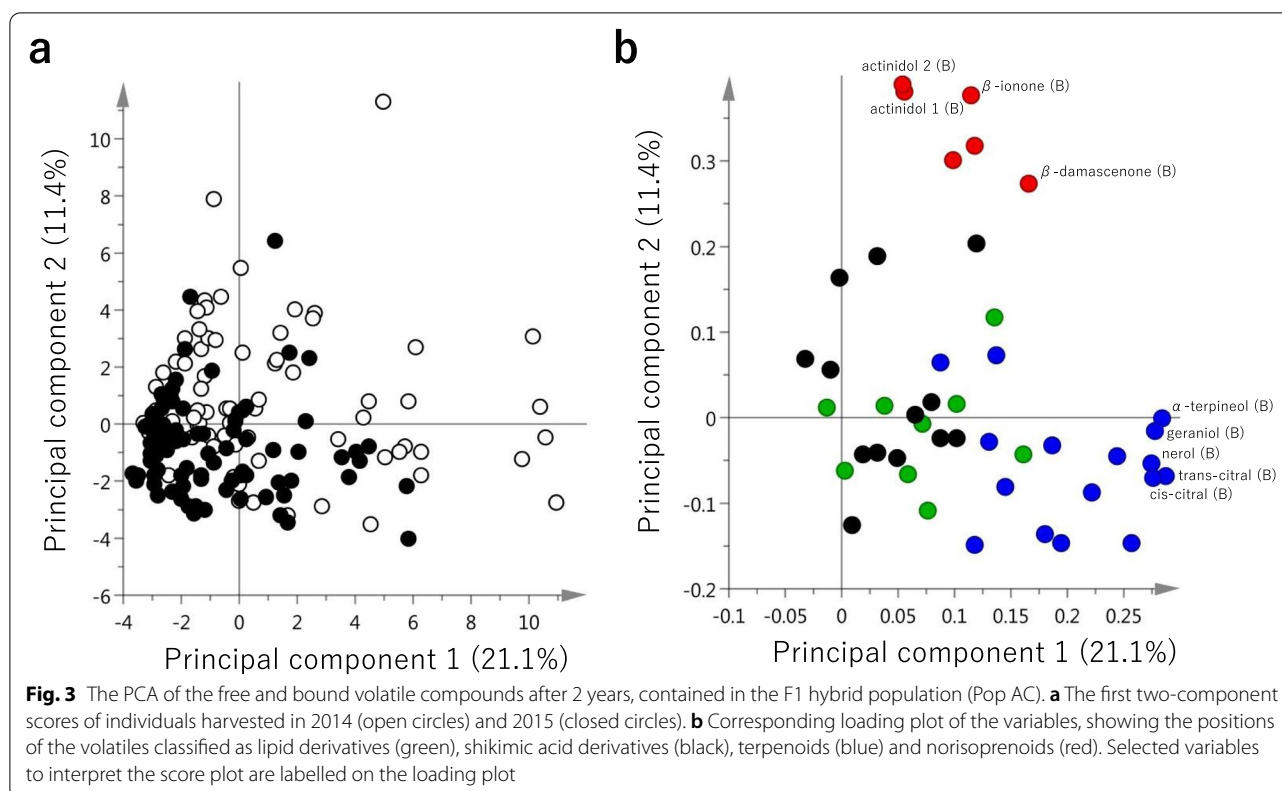 a
Principal component 2 (11.4%)
10
8
6
4
2
0
-2
-4
-6
-4 -2 0 2 4 6 8 10
Principal component 1 (21.1%)
b
Principal component 2 (11.4%)
0.3
0.2
0.1
0
-0.1
-0.2
-0.1 -0.05 0 0.05 0.1 0.15 0.2 0.25
Principal component 1 (21.1%)
actinidol 2 (B)
actinidol 1 (B)
β-ionone (B)
β-damascenone (B)
α-terpineol (B)
geraniol (B)
nerol (B)
trans-citral (B)
cis-citral (B)
Fig. 3 The PCA of the free and bound volatile compounds after 2 years, contained in the F1 hybrid population (Pop AC). a The first two-component
scores of individuals harvested in 2014 (open circles) and 2015 (closed circles). b Corresponding loading plot of the variables, showing the positions
of the volatiles classified as lipid derivatives (green), shikimic acid derivatives (black), terpenoids (blue) and norisoprenoids (red). Selected variables
to interpret the score plot are labelled on the loading plot